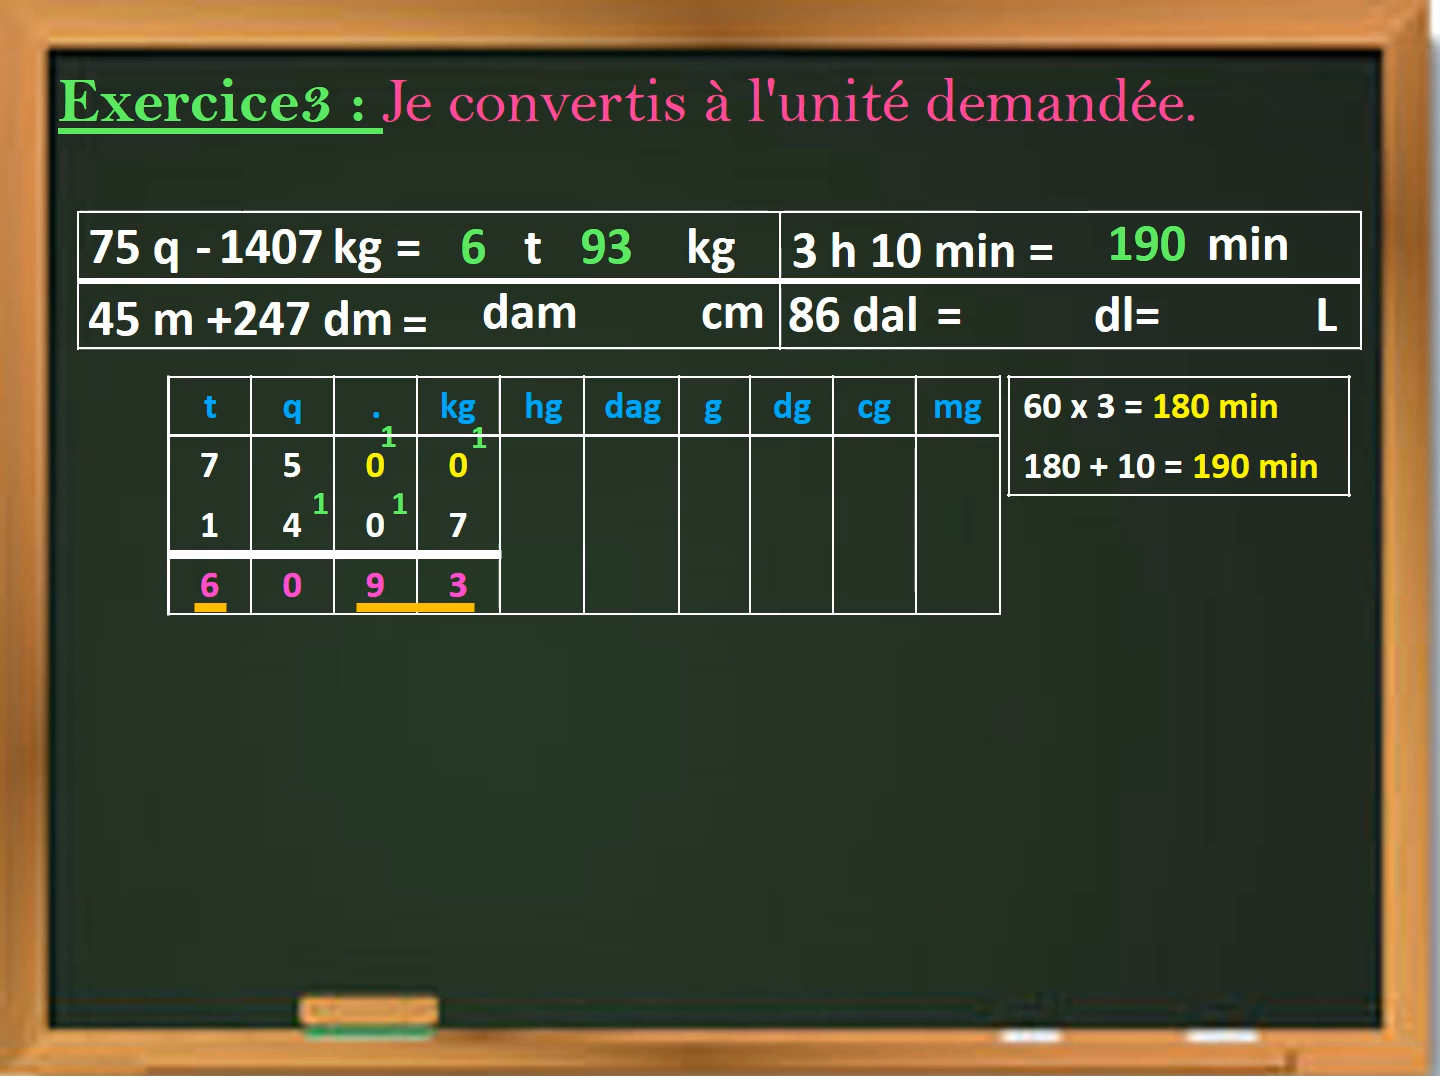 Exercice3 : Je convertis à l'unité demandée.
75 q - 1407 kg = 6 t 93 kg
3 h 10 min = 190 min
45 m +247 dm = dam cm
86 dal = dl= L
t q . kg hg dag g dg cg mg
1 1
7 5 0 0
1 1
1 4 0 7
6 0 9 3
60 x 3 = 180 min
180 + 10 = 190 min